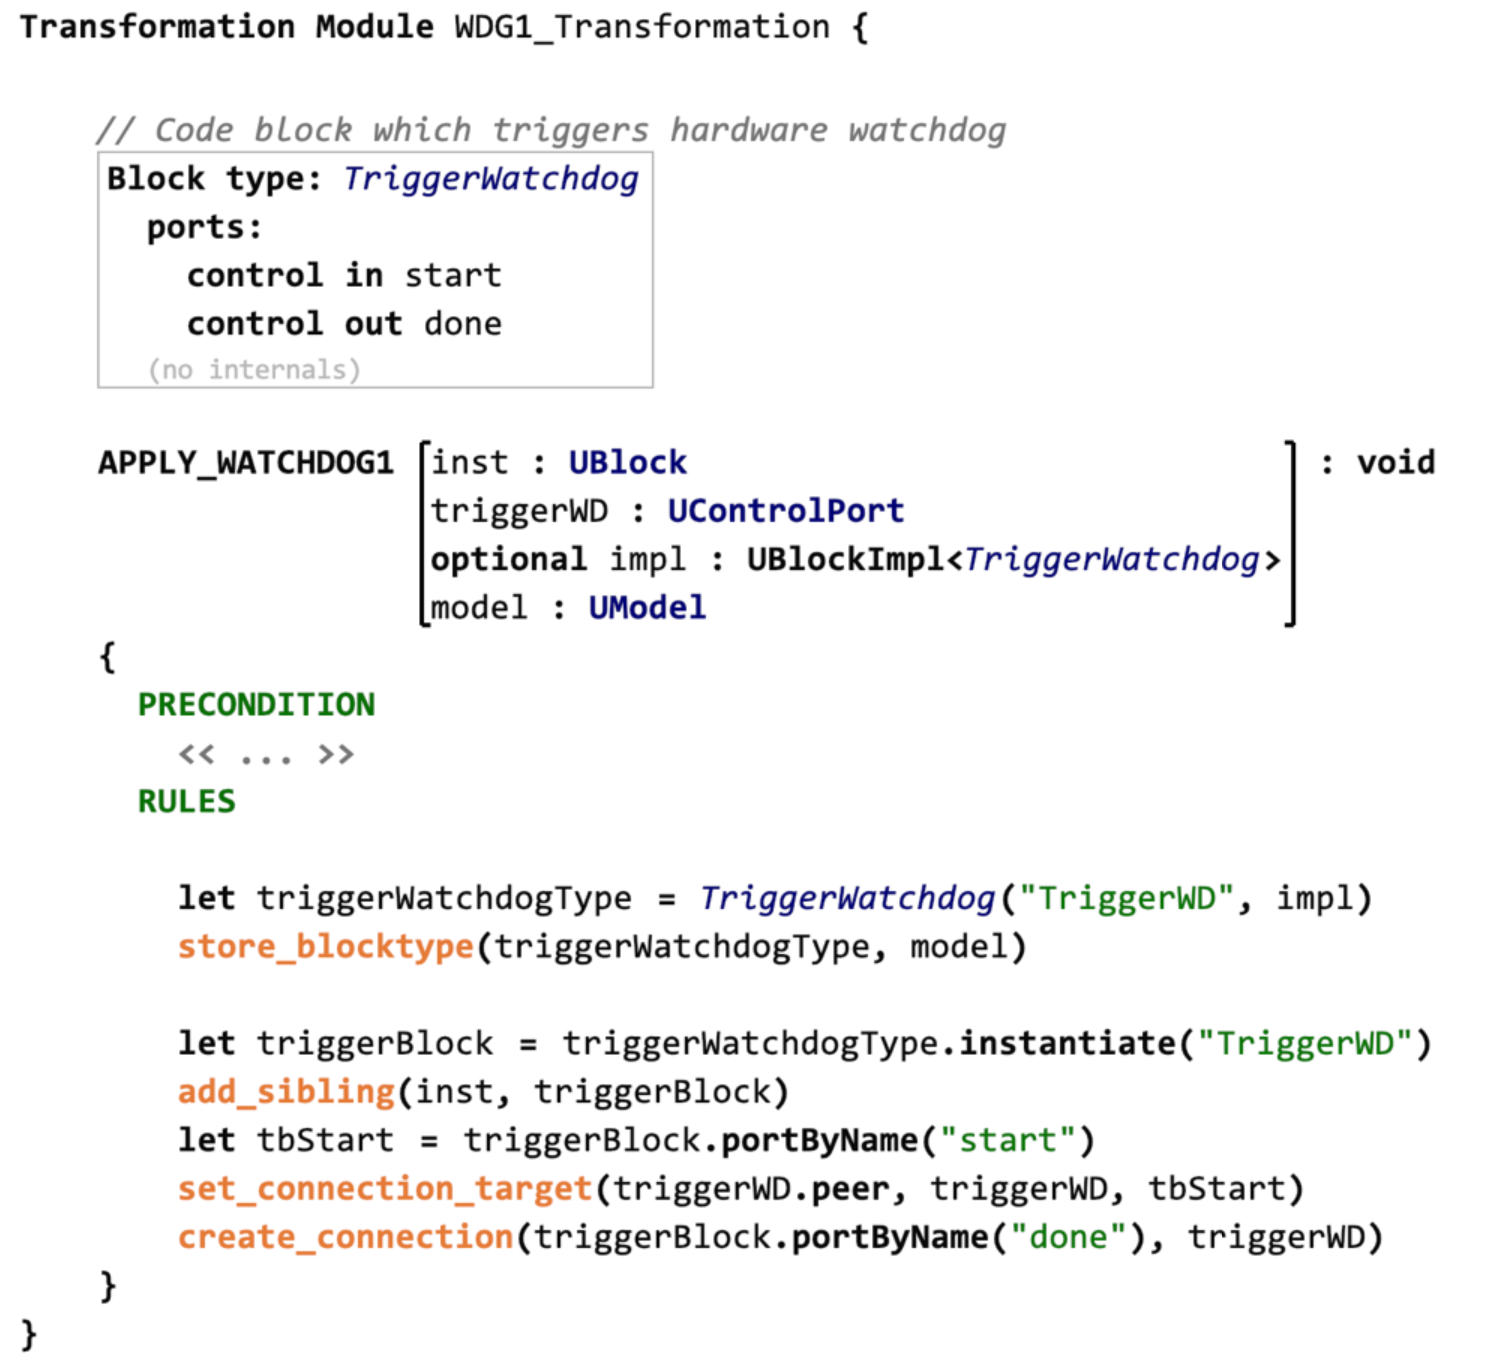 Transformation Module WDG1_Transformation {
// Code block which triggers hardware watchdog
Block type: TriggerWatchdog
ports:
control in start
control out done
(no internals)
APPLY_WATCHDOG1 [inst : UBlock ] : void
triggerWD : UControlPort
optional impl : UBlockImpl<TriggerWatchdog>
model : UModel
{
PRECONDITION
<< ... >>
RULES
let triggerWatchdogType = TriggerWatchdog("TriggerWD", impl)
store_blocktype(triggerWatchdogType, model)
let triggerBlock = triggerWatchdogType.instantiate("TriggerWD")
add_sibling(inst, triggerBlock)
let tbStart = triggerBlock.portByName("start")
set_connection_target(triggerWD.peer, triggerWD, tbStart)
create_connection(triggerBlock.portByName("done"), triggerWD)
}
}